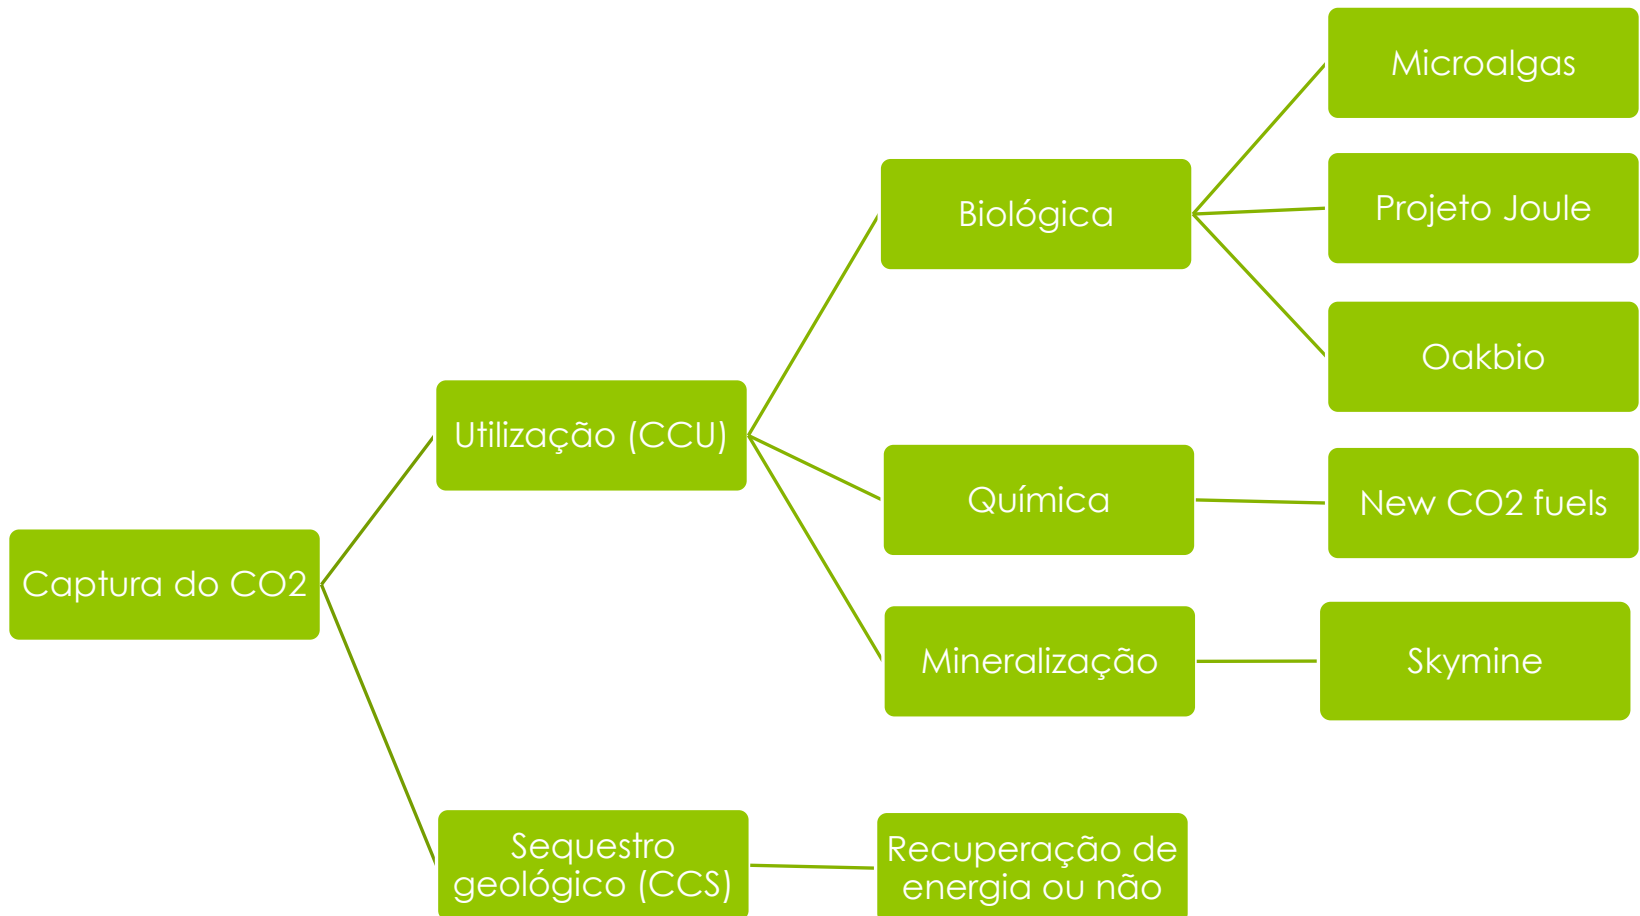 Captura do CO2
Utilização (CCU)
Biológica
Microalgas
Projeto Joule
Oakbio
Química
New CO2 fuels
Mineralização
Skymine
Sequestro
geológico (CCS)
Recuperação de
energia ou não